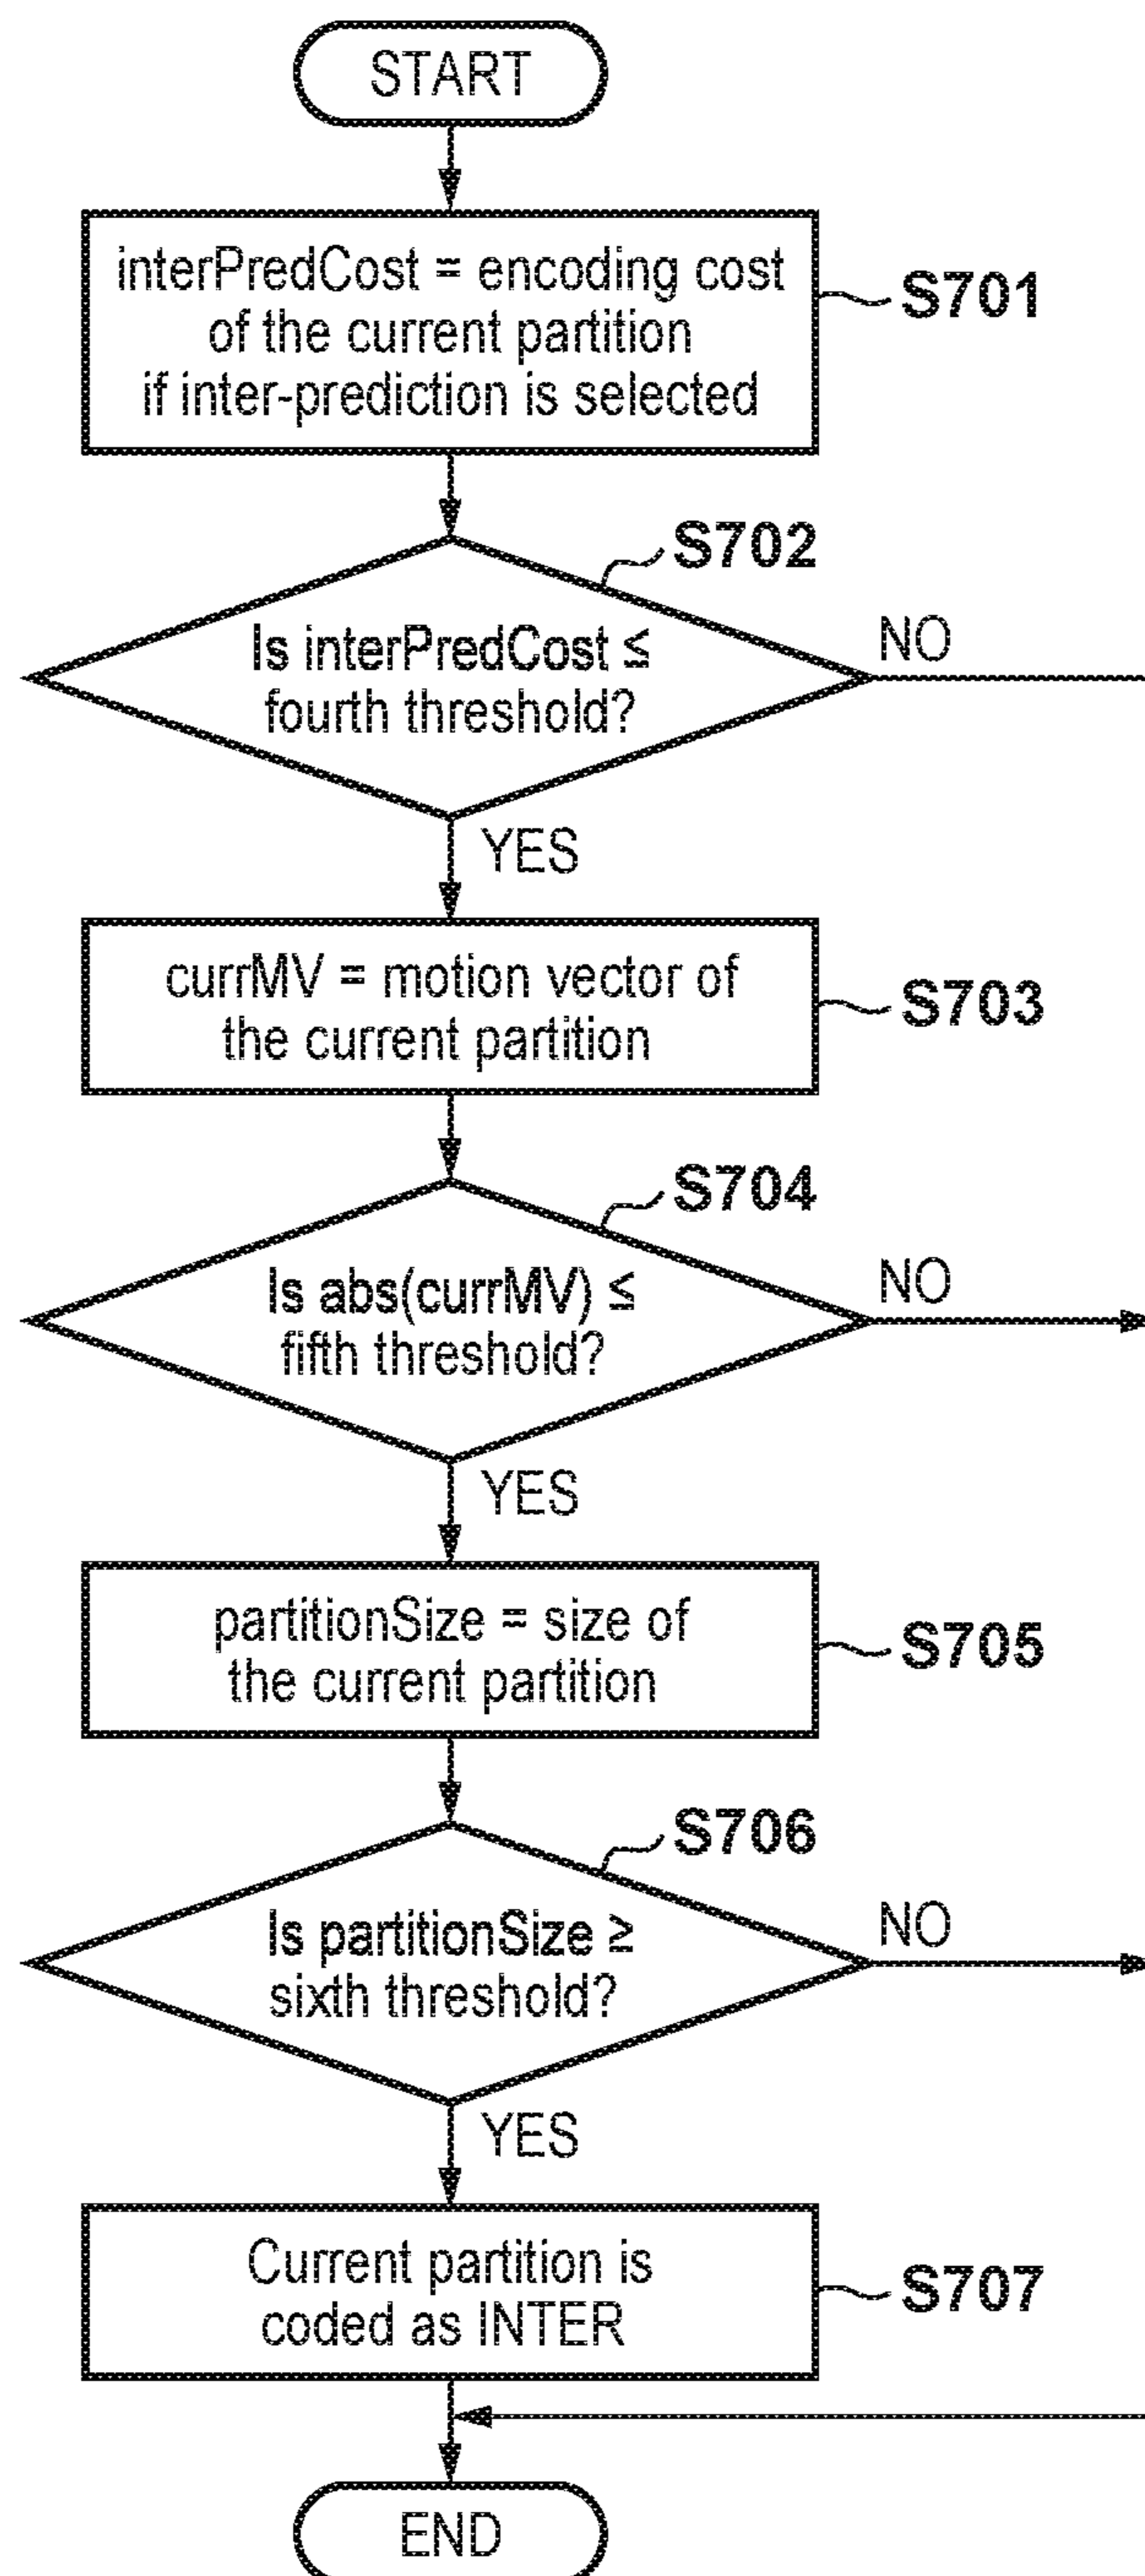 START
interPredCost = encoding cost
of the current partition
if inter-prediction is selected
S701
S702
Is interPredCost ≤
fourth threshold?
NO
YES
currMV = motion vector of
the current partition
S703
S704
Is abs(currMV) ≤
fifth threshold?
NO
YES
partitionSize = size of
the current partition
S705
S706
Is partitionSize ≥
sixth threshold?
NO
YES
Current partition is
coded as INTER
S707
END